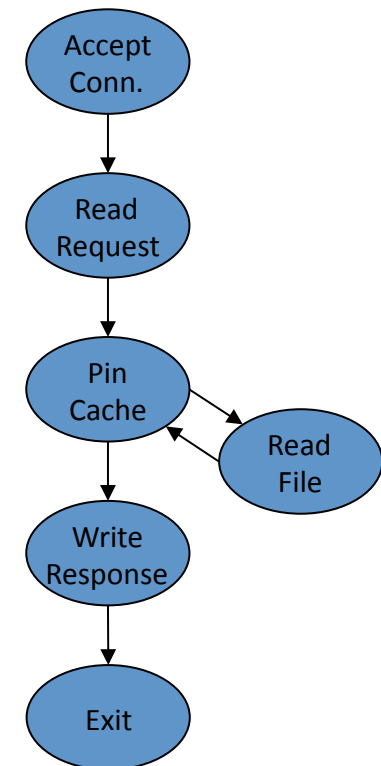 Accept
Conn.
Read
Request
Pin
Cache
Read
File
Write
Response
Exit